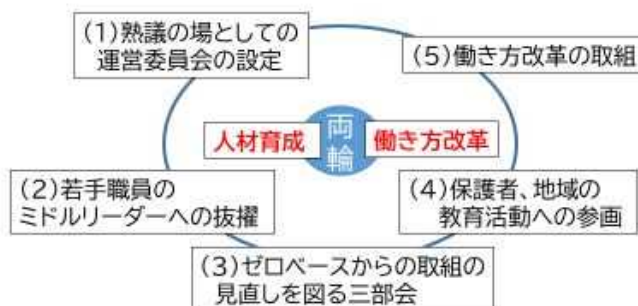 (1)熟議の場としての
運営委員会の設定
(5)働き方改革の取組
人材育成
両輪
働き方改革
(2)若手職員の
ミドルリーダーへの抜擢
(4)保護者、地域の
教育活動への参画
(3)ゼロベースからの取組の
見直しを図る三部会